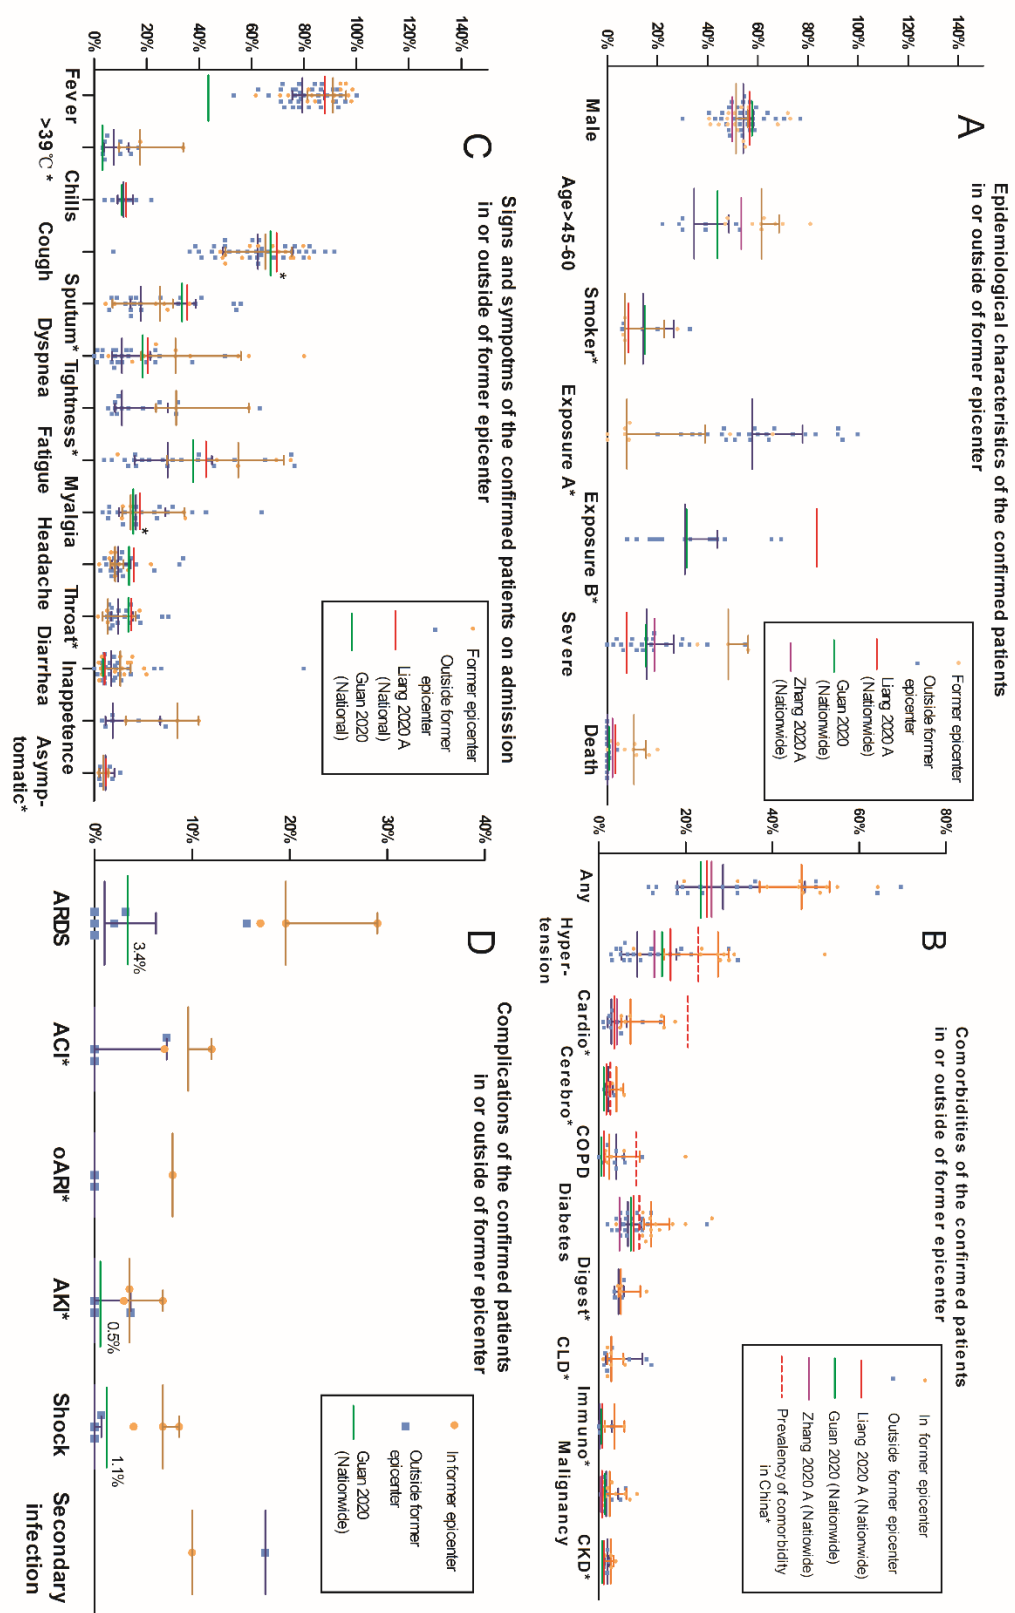 A
Epidemiological characteristics of the confirmed patients
in or outside of former epicenter
0%
20%
40%
60%
80%
100%
120%
140%
Male
Age>45-60
Smoker*
Exposure A*
Exposure B*
Severe
Death
Former epicenter
Outside former
epicenter
Liang 2020 A
(Nationwide)
Guan 2020
(Nationwide)
Zhang 2020 A
(Nationwide)
B
Comorbidities of the confirmed patients
in or outside of former epicenter
0%
20%
40%
60%
80%
Any
Hyper-
tension
Cardio*
Cerebro*
COPD
Diabetes
Digest*
CLD*
Immuno*
Malignancy
CKD*
In former epicenter
Outside former epicenter
Liang 2020 A (Nationwide)
Guan 2020 (Nationwide)
Zhang 2020 A (Natiowide)
Prevalency of comorbidity
in China*
C
Signs and sympotms of the confirmed patients on admission
in or outside of former epicenter
0%
20%
40%
60%
80%
100%
120%
140%
Fever
>39℃*
Chills
Cough
Sputum*
Dyspnea
Tightness*
Fatigue
Myalgia
Headache
Throat*
Diarrhea
Inappetence
Asymp-
tomatic*
*
*
Former epicenter
Outside former
epicenter
Liang 2020 A
(National)
Guan 2020
(National)
D
Complications of the confirmed patients
in or outside of former epicenter
0%
10%
20%
30%
40%
3.4%
0.5%
1.1%
ARDS
ACI*
oARI*
AKI*
Shock
Secondary
infection
In former epicenter
Outside former
epicenter
Guan 2020
(Nationwide)